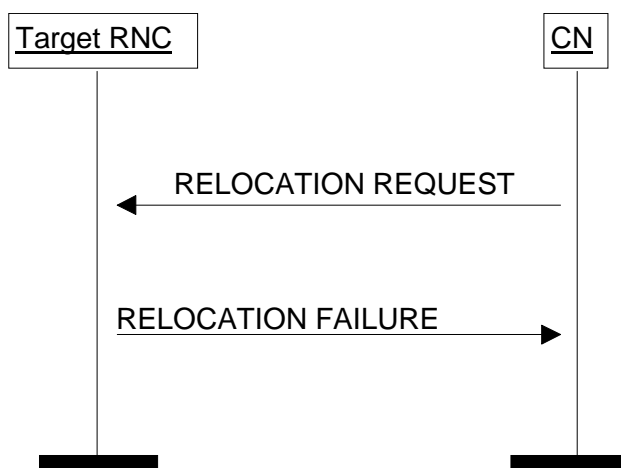 Target RNC
CN
RELOCATION REQUEST
RELOCATION FAILURE